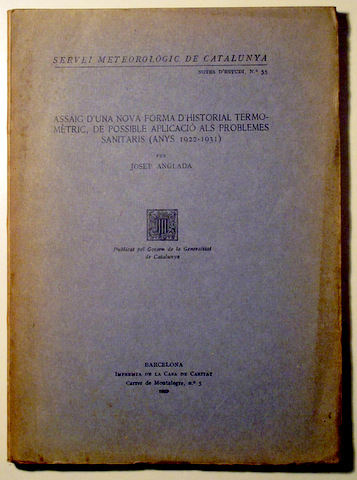 SERVEI METEOROLÒGIC DE CATALUNYA
NOTES D'ESTUDI, N.º 55
ASSAIG D'UNA NOVA FORMA D'HISTORIAL TERMO-
MÈTRIC, DE POSSIBLE APLICACIÓ ALS PROBLEMES
SANITARIS (ANYS 1922-1931)
PER
JOSEP ANGLADA
Publicat pel Govern de la Generalitat
de Catalunya
BARCELONA
IMPREMTA DE LA CASA DE CARITAT
Carrer de Montalegre, n.º 5